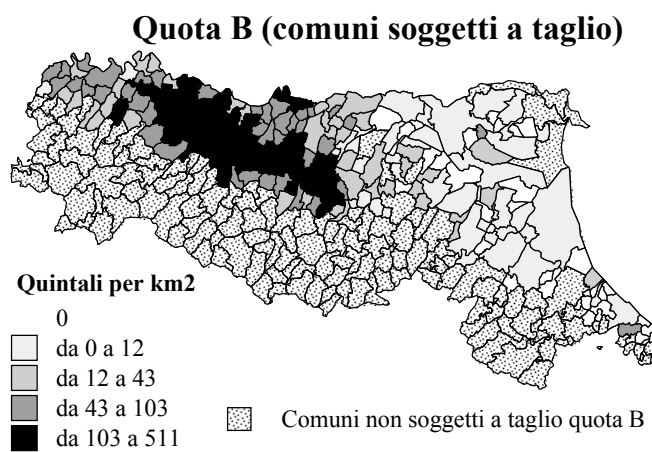 Quota B (comuni soggetti a taglio)
Quintali per km2
0
da 0 a 12
da 12 a 43
da 43 a 103
da 103 a 511
Comuni non soggetti a taglio quota B